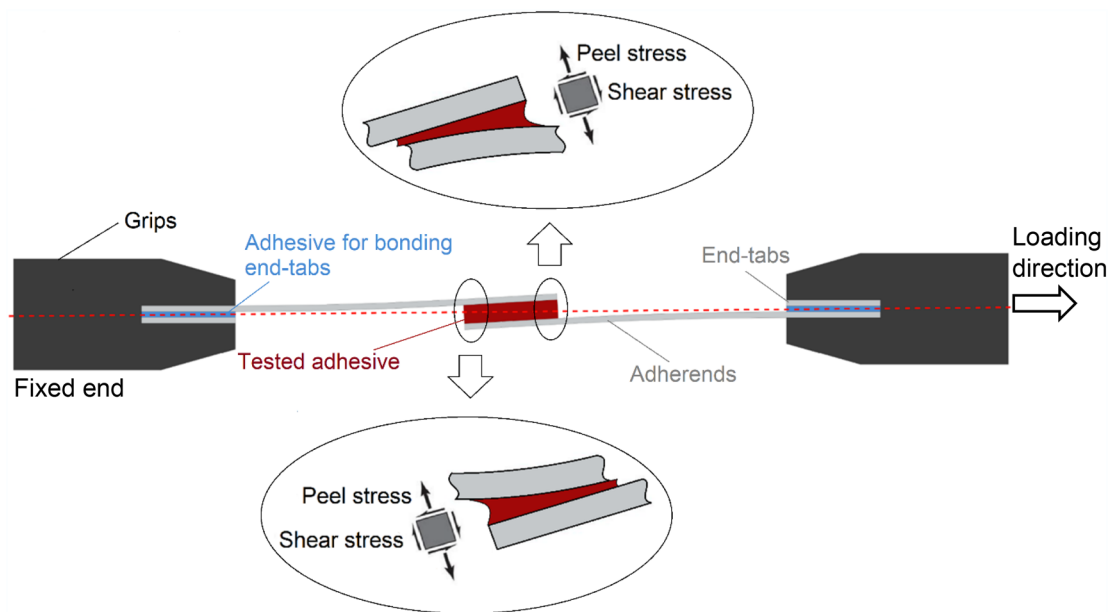 Peel stress
Shear stress
Grips
Adhesive for bonding
end-tabs
End-tabs
Loading
direction
Tested adhesive
Adherends
Fixed end
Peel stress
Shear stress